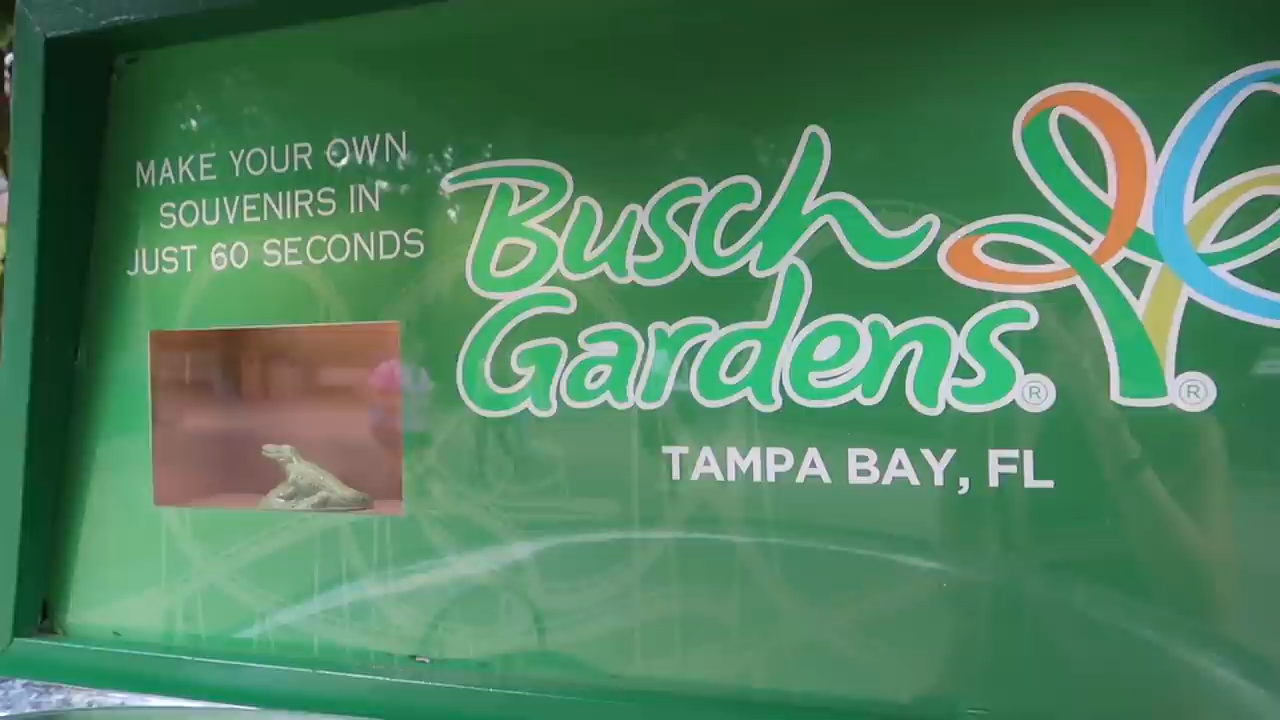 MAKE YOUR OWN
SOUVENIRS IN
JUST 60 SECONDS
Busch
Gardens®
®
TAMPA BAY, FL